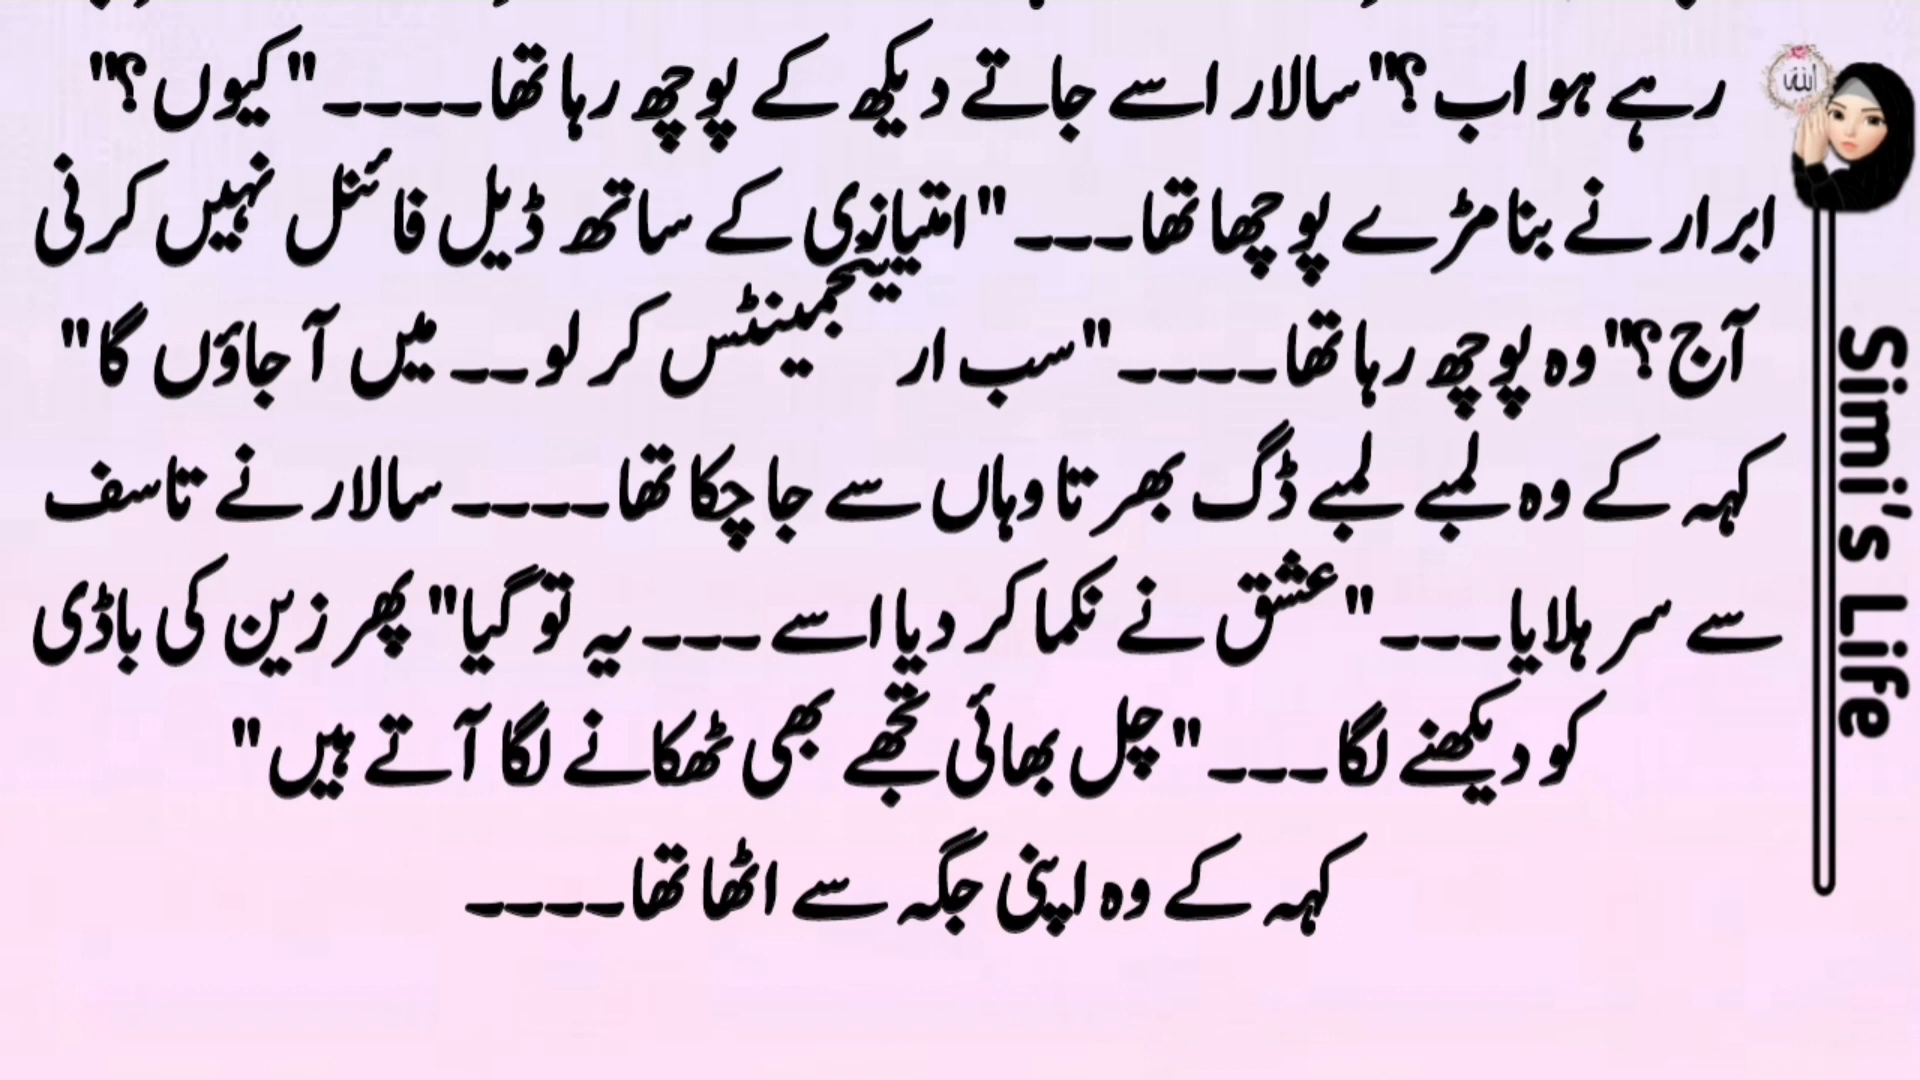 رہے ہو اب؟"سالار اسے جاتے دیکھ کے پوچھ رہا تھا۔۔۔۔"کیوں؟"
ابرار نے بنا مڑے پوچھا تھا۔۔۔"امتیازی کے ساتھ ڈیل فائنل نہیں کرنی
آج؟"وہ پوچھ رہا تھا۔۔۔۔"سب ارینجمینٹس کر لو۔۔میں آ جاؤں گا"
کہہ کے وہ لمبے لمبے ڈگ بھرتا وہاں سے جا چکا تھا۔۔۔۔سالار نے تاسف
سے سر ہلایا۔۔۔"عشق نے نکما کر دیا اسے۔۔۔یہ تو گیا"پھر زین کی باڈی
کو دیکھنے لگا۔۔۔"چل بھائی تجھے بھی ٹھکانے لگا آتے ہیں"
کہہ کے وہ اپنی جگہ سے اٹھا تھا۔۔۔۔
الله
Simi's Life